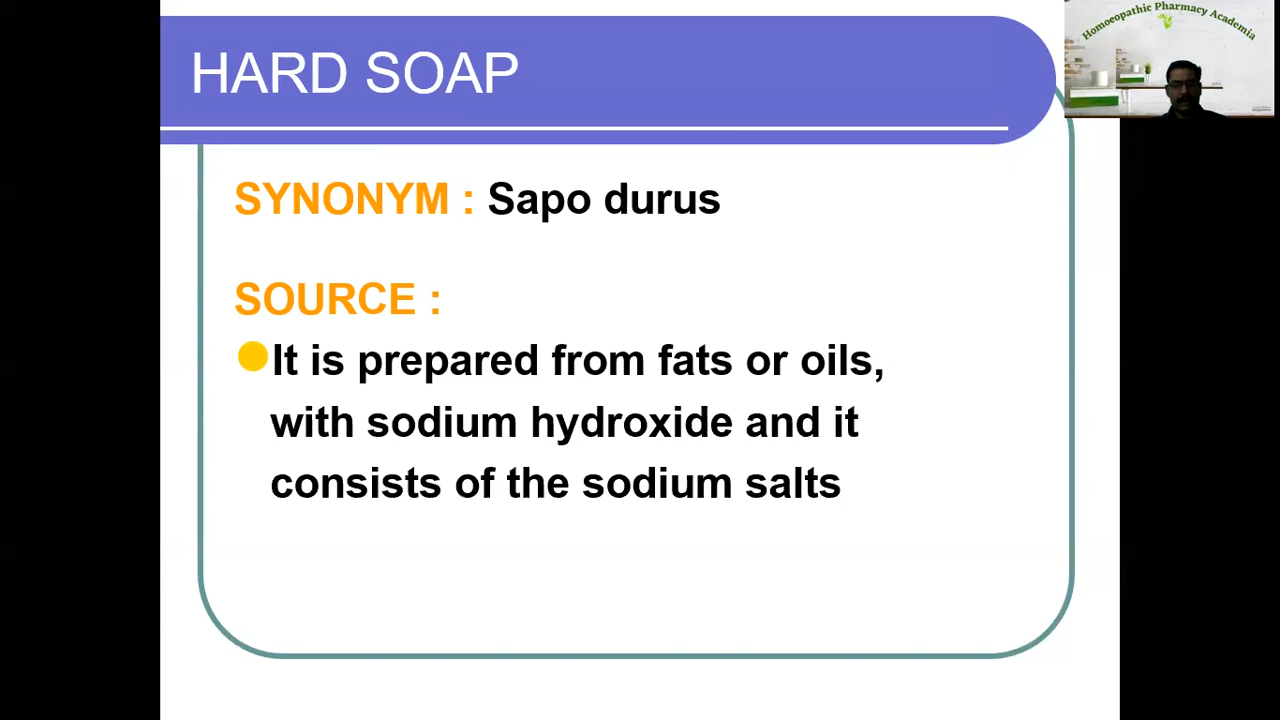 HARD SOAP
Homoeopathic Pharmacy Academia
SYNONYM : Sapo durus
SOURCE :
It is prepared from fats or oils,
with sodium hydroxide and it
consists of the sodium salts